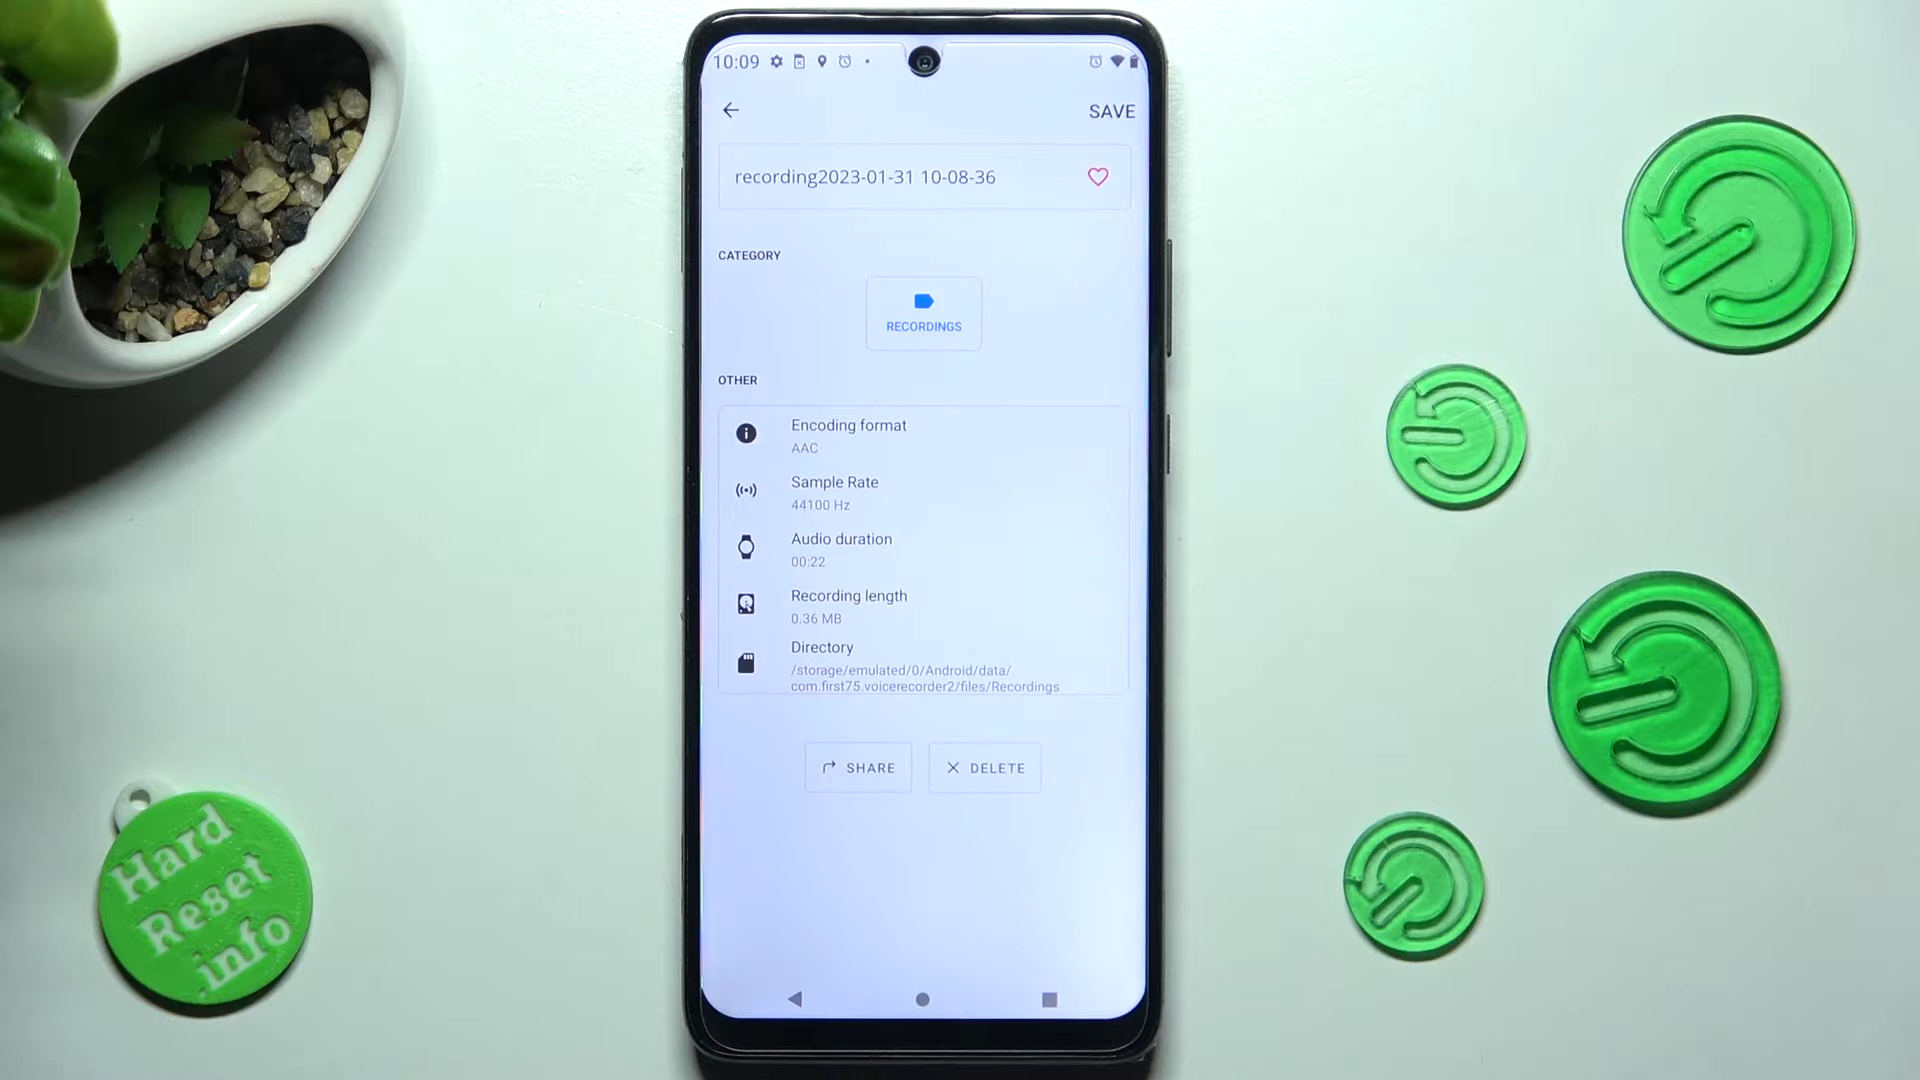 10:09
SAVE
recording2023-01-31 10-08-36
CATEGORY
RECORDINGS
OTHER
Encoding format
AAC
Sample Rate
44100 Hz
Audio duration
00:22
Recording length
0.36 MB
Directory
/storage/emulated/0/Android/data/
com.first75.voicerecorder2/files/Recordings
SHARE
DELETE
Hard
Reset
.info